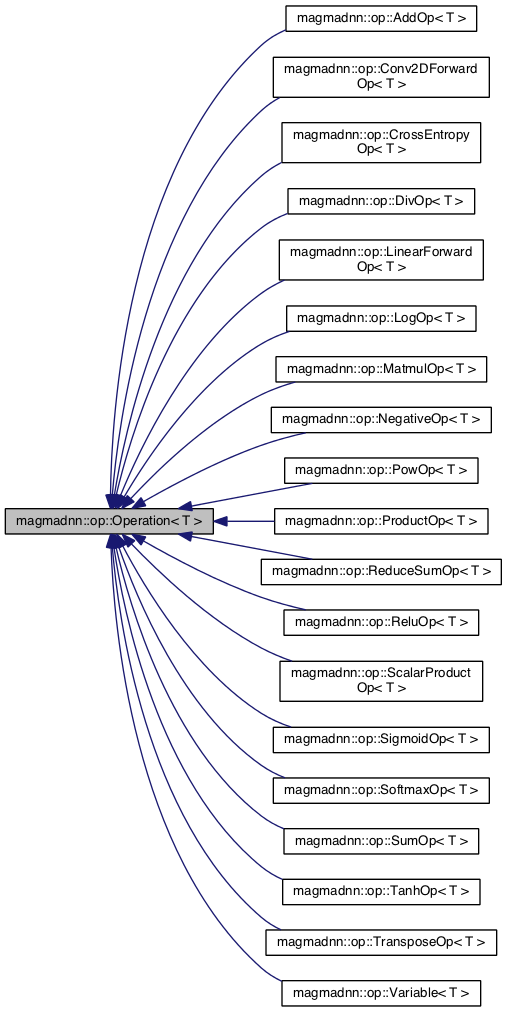 magmadnn::op::AddOp< T >
magmadnn::op::Conv2DForward
Op< T >
magmadnn::op::CrossEntropy
Op< T >
magmadnn::op::DivOp< T >
magmadnn::op::LinearForward
Op< T >
magmadnn::op::LogOp< T >
magmadnn::op::MatmulOp< T >
magmadnn::op::NegativeOp< T >
magmadnn::op::PowOp< T >
magmadnn::op::Operation< T >
magmadnn::op::ProductOp< T >
magmadnn::op::ReduceSumOp< T >
magmadnn::op::ReluOp< T >
magmadnn::op::ScalarProduct
Op< T >
magmadnn::op::SigmoidOp< T >
magmadnn::op::SoftmaxOp< T >
magmadnn::op::SumOp< T >
magmadnn::op::TanhOp< T >
magmadnn::op::TransposeOp< T >
magmadnn::op::Variable< T >